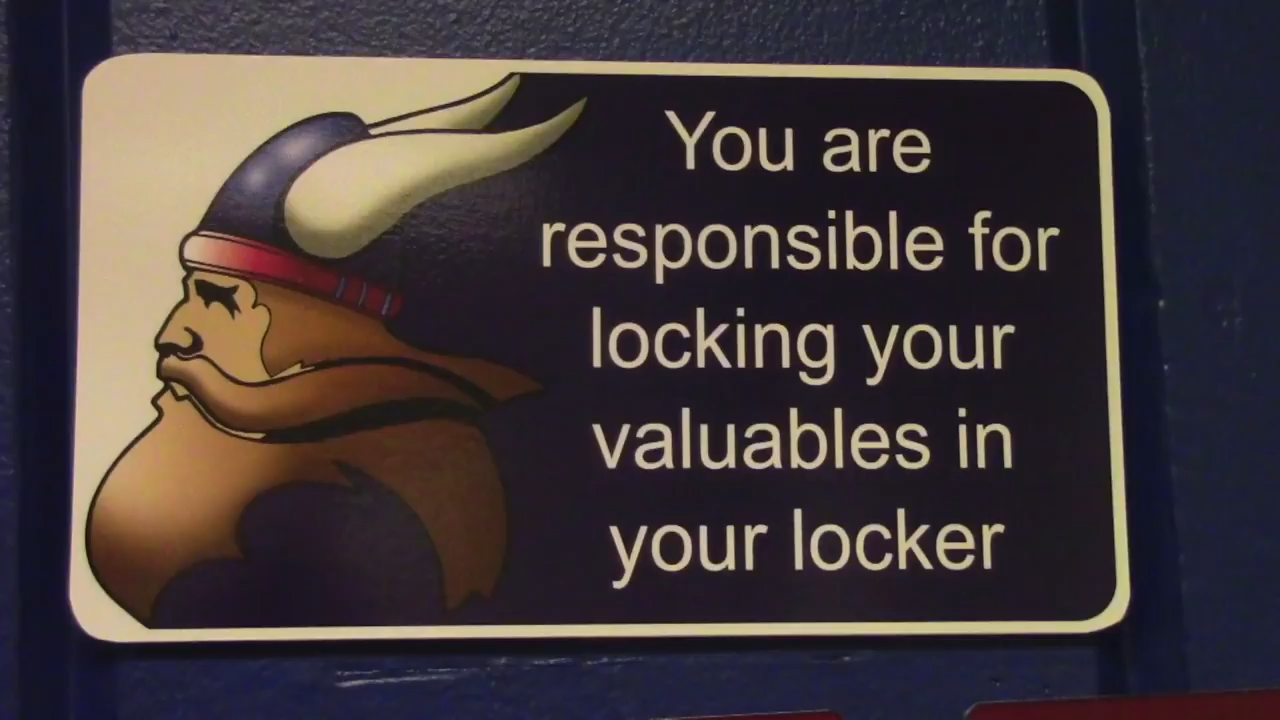 You are
responsible for
locking your
valuables in
your locker